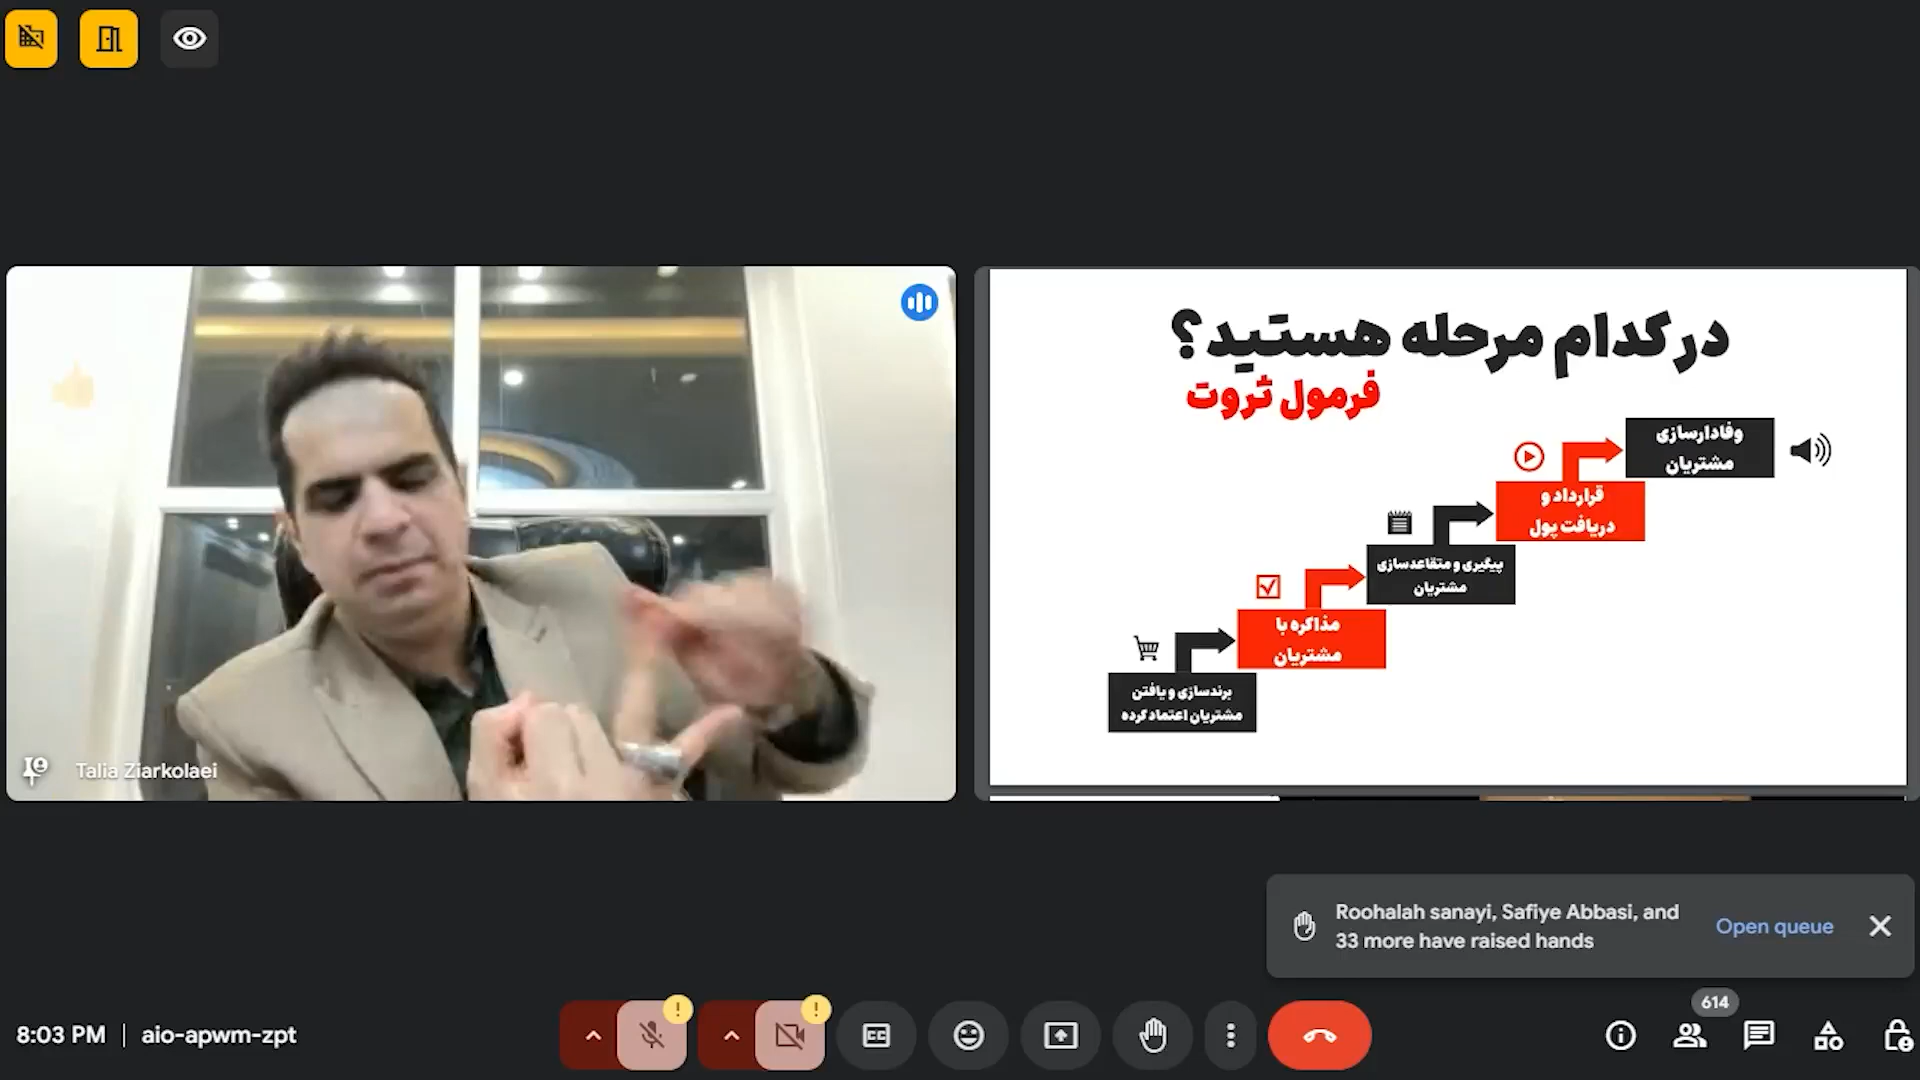 Talia Ziarkolaei
در کدام مرحله هستید؟
فرمول ثروت
وفادارسازی
مشتریان
قرارداد و
دریافت پول
پیگیری و متقاعدسازی
مشتریان
مذاکره با
مشتریان
برندسازی و یافتن
مشتریان اعتماد کرده
Roohalah sanayi, Safiye Abbasi, and
33 more have raised hands
Open queue
8:03 PM | aio-apwm-zpt
614